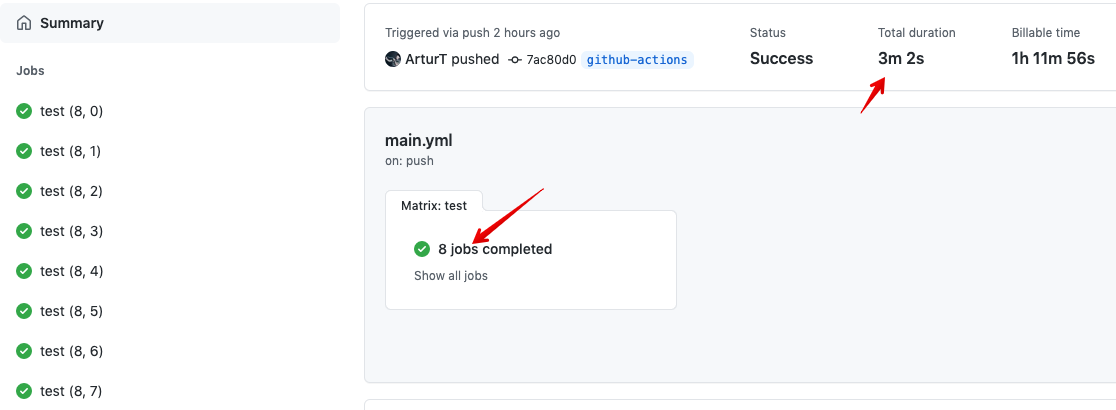 Summary
Jobs
test (8, 0)
test (8, 1)
test (8, 2)
test (8, 3)
test (8, 4)
test (8, 5)
test (8, 6)
test (8, 7)
Triggered via push 2 hours ago
ArturT pushed 7ac80d0 github-actions
Status
Success
Total duration
3m 2s
Billable time
1h 11m 56s
main.yml
on: push
Matrix: test
8 jobs completed
Show all jobs